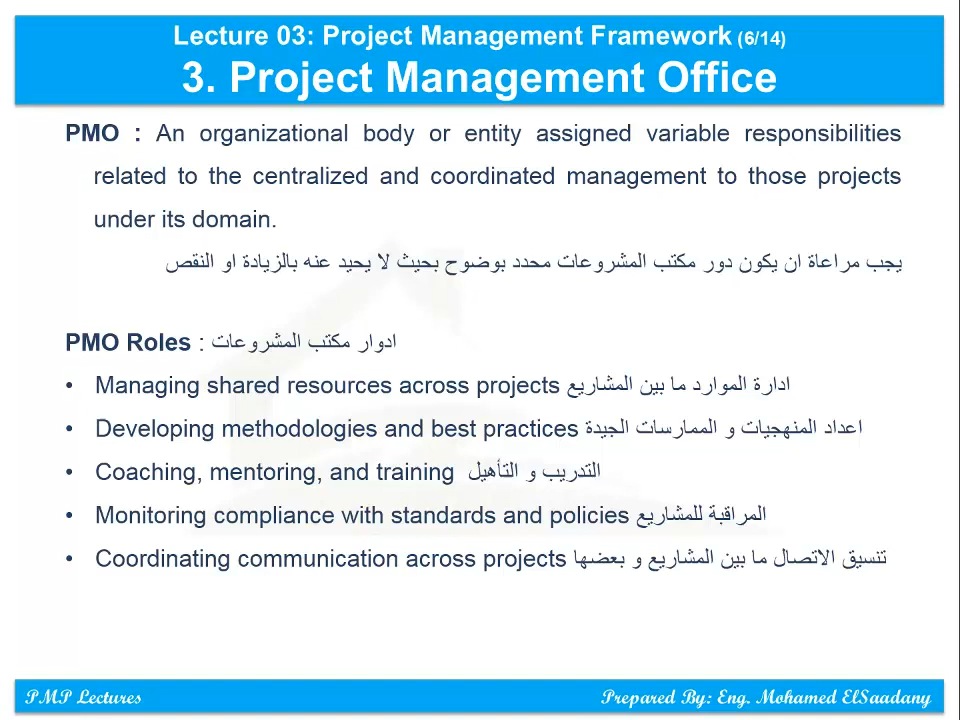 Lecture 03: Project Management Framework (6/14)
3. Project Management Office
PMO : An organizational body or entity assigned variable responsibilities
related to the centralized and coordinated management to those projects
under its domain.
يجب مراعاة ان يكون دور مكتب المشروعات محدد بوضوح بحيث لا يحيد عنه بالزيادة او النقص
PMO Roles : ادوار مكتب المشروعات
• Managing shared resources across projects ادارة الموارد ما بين المشاريع
• Developing methodologies and best practices اعداد المنهجيات و الممارسات الجيدة
• Coaching, mentoring, and training التدريب و التأهيل
• Monitoring compliance with standards and policies المراقبة للمشاريع
• Coordinating communication across projects تنسيق الاتصال ما بين المشاريع و بعضها
PMP Lectures
Prepared By: Eng. Mohamed ElSaadany